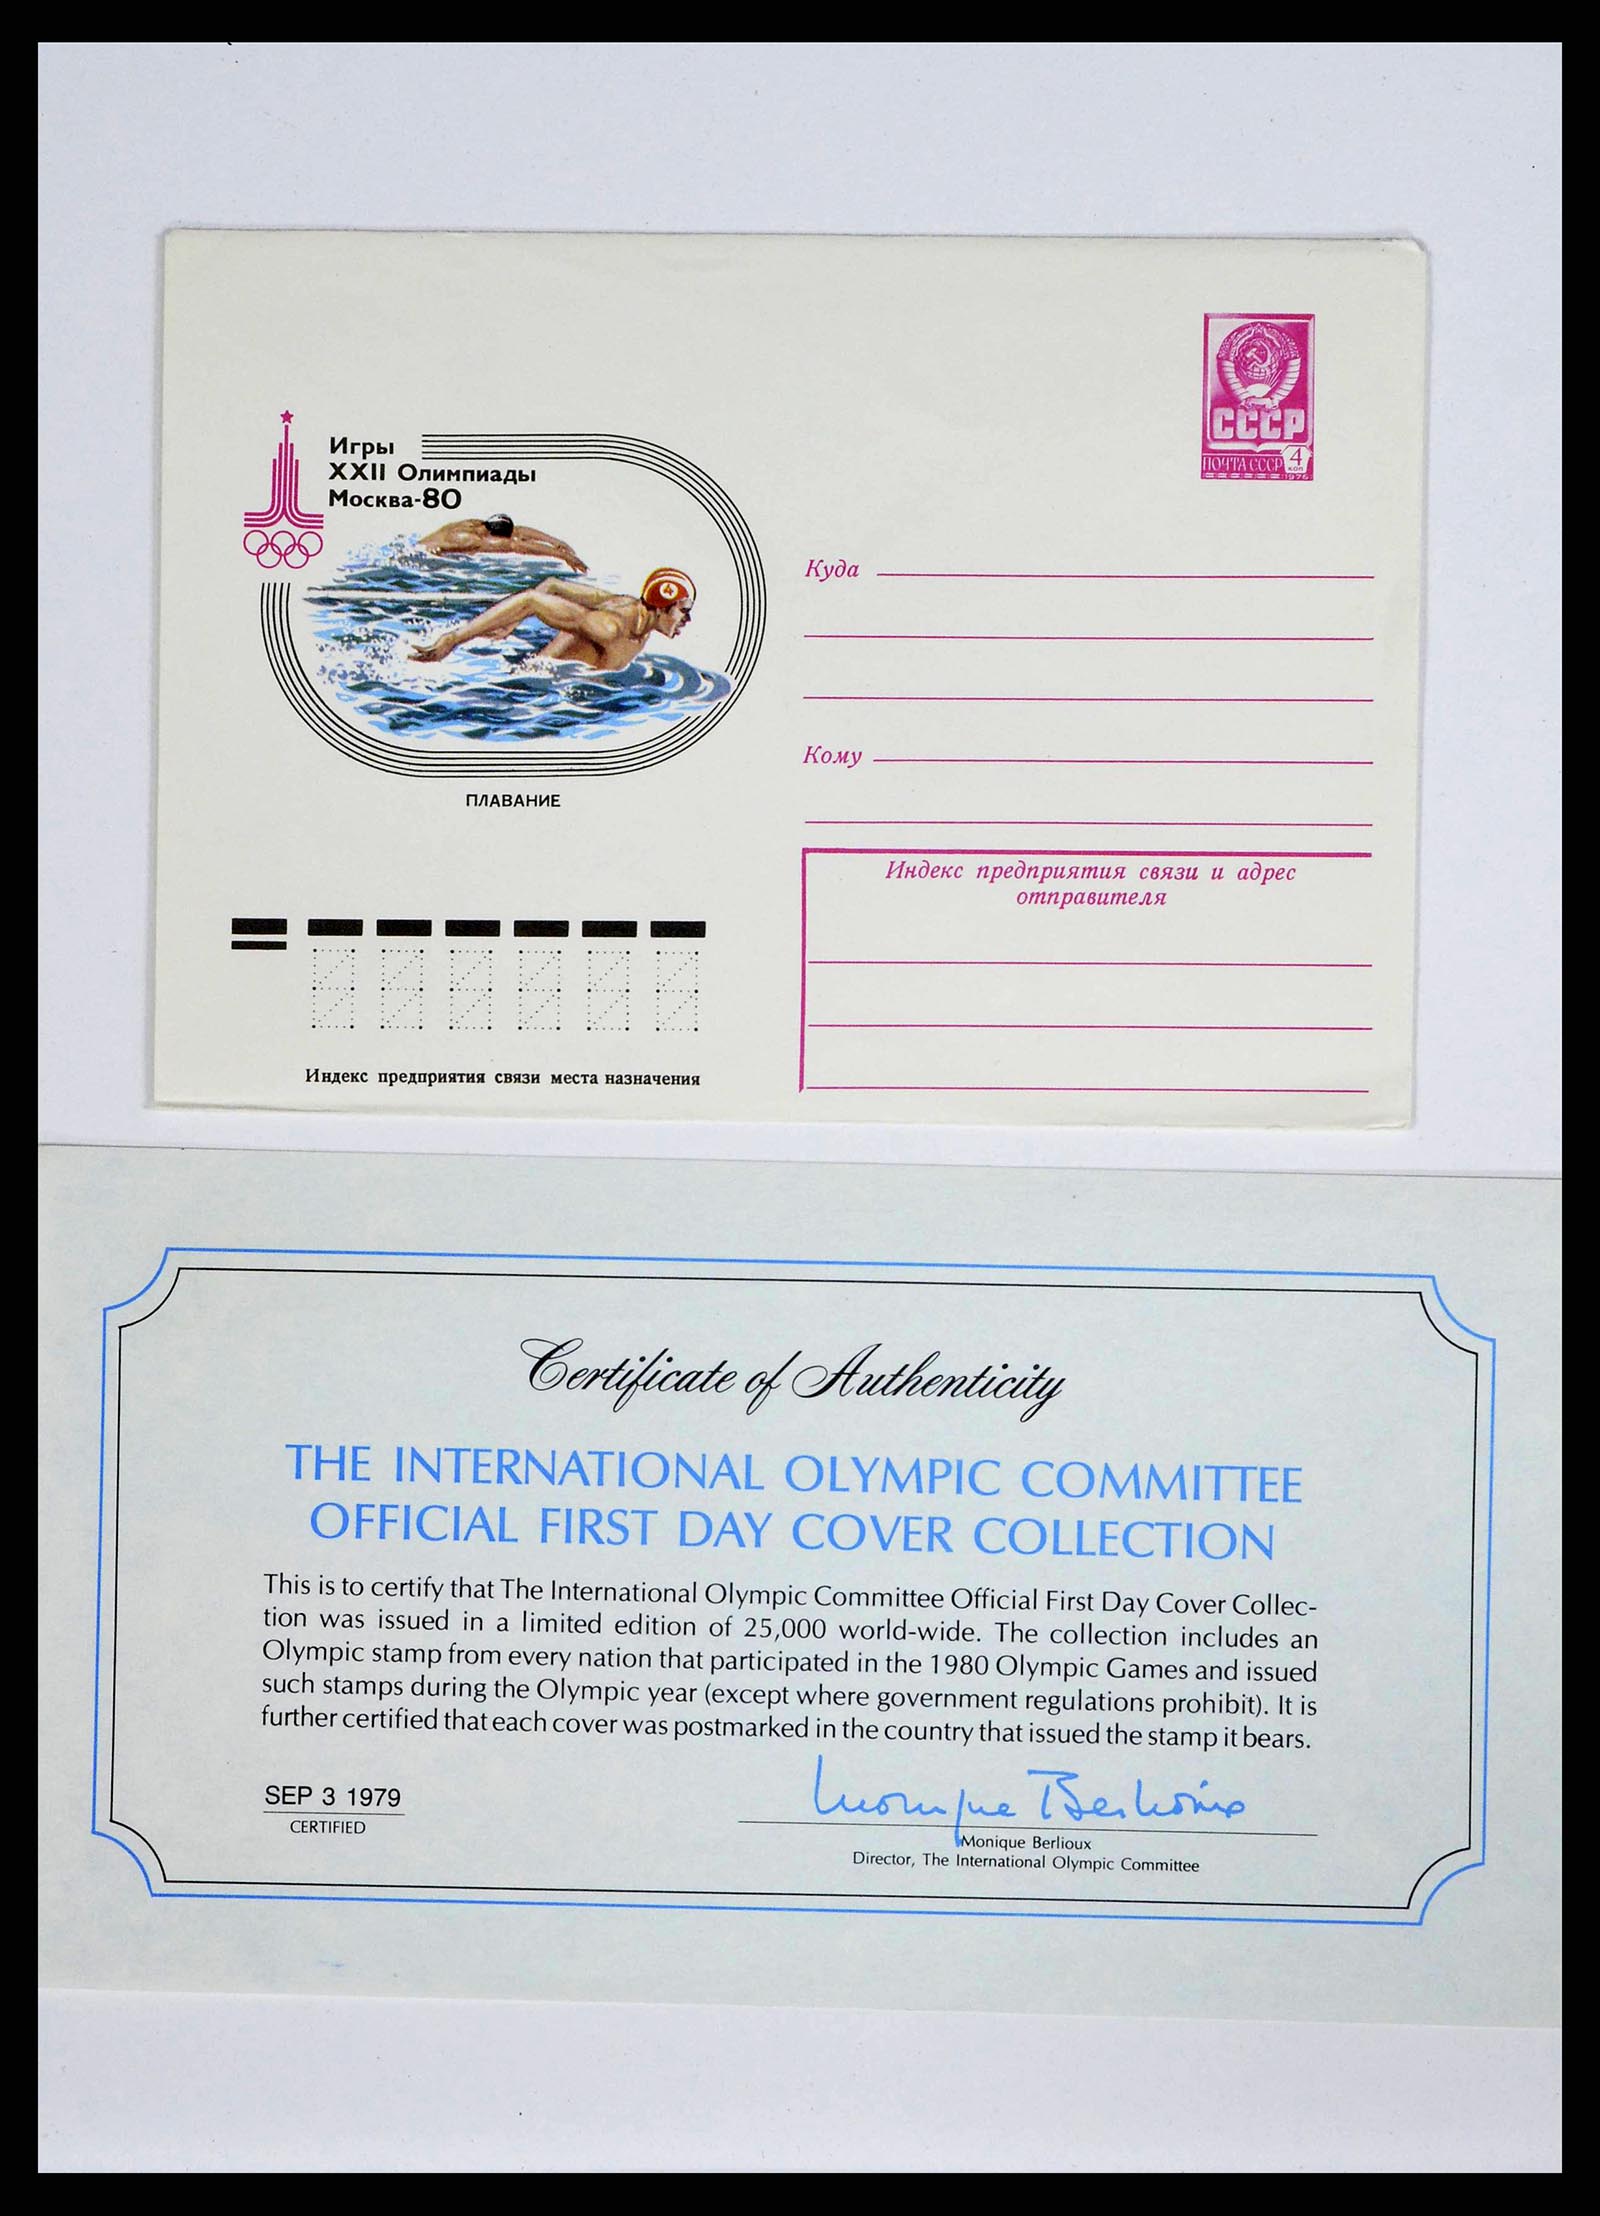 Игры
XXII Олимпиады
Москва-80
4
ПЛАВАНИЕ
СССР
ПОЧТА СССР 4
КОП
1976
Куда
Кому
Индекс предприятия связи и адрес
отправителя
Индекс предприятия связи места назначения
Certificate of Authenticity
THE INTERNATIONAL OLYMPIC COMMITTEE
OFFICIAL FIRST DAY COVER COLLECTION
This is to certify that The International Olympic Committee Official First Day Cover Collec-
tion was issued in a limited edition of 25,000 world-wide. The collection includes an
Olympic stamp from every nation that participated in the 1980 Olympic Games and issued
such stamps during the Olympic year (except where government regulations prohibit). It is
further certified that each cover was postmarked in the country that issued the stamp it bears.
SEP 3 1979
CERTIFIED
Monique Berlioux
Monique Berlioux
Director, The International Olympic Committee